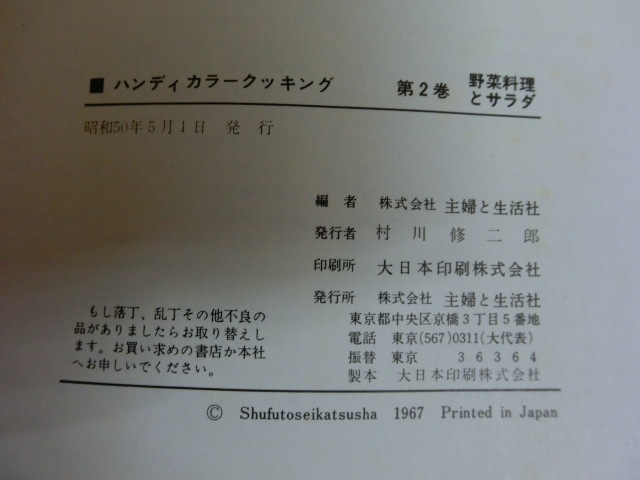 ■ ハンディカラークッキング 第2巻 野菜料理とサラダ
昭和50年5月1日 発行
編者 株式会社 主婦と生活社
発行者 村川修二郎
印刷所 大日本印刷株式会社
発行所 株式会社 主婦と生活社
東京都中央区京橋3丁目5番地
電話 東京(567)0311(大代表)
振替 東京 36364
製本 大日本印刷株式会社
もし落丁、乱丁その他不良の
品がありましたらお取り替えし
ます。お買い求めの書店か本社
へお申しいでください。
© Shufutoseikatsusha 1967 Printed in Japan